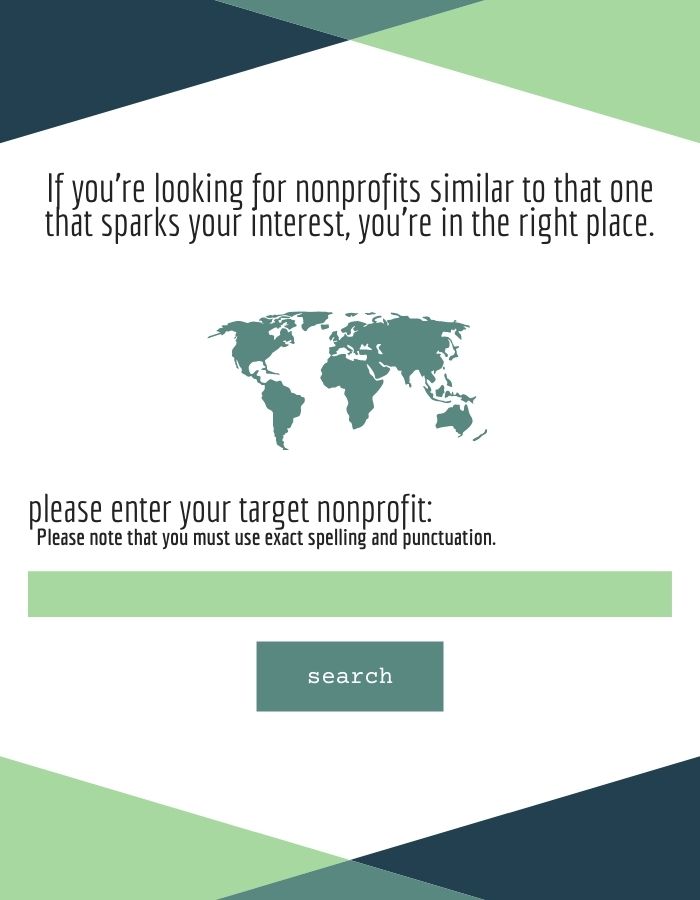 If you're looking for nonprofits similar to that one
that sparks your interest, you're in the right place.
please enter your target nonprofit:
Please note that you must use exact spelling and punctuation.
search